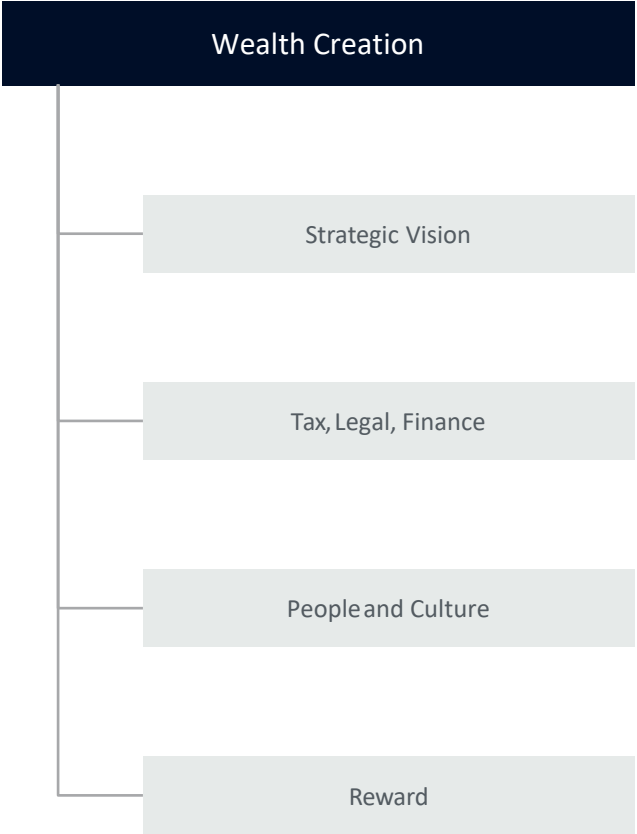 Wealth Creation
Strategic Vision
Tax, Legal, Finance
People and Culture
Reward